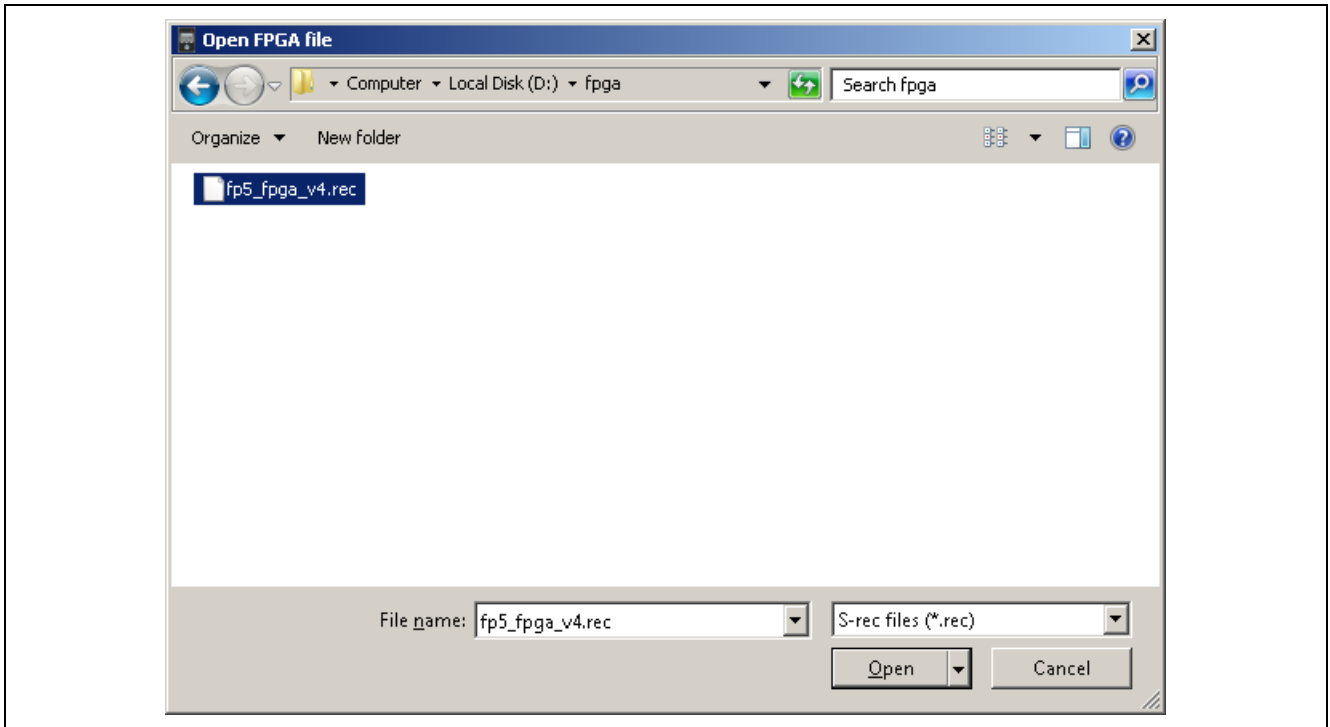 Open FPGA file
Computer Local Disk (D:) fpga Search fpga
Organize New folder
fp5_fpga_v4.rec
File name: fp5_fpga_v4.rec S-rec files (*.rec)
Open Cancel